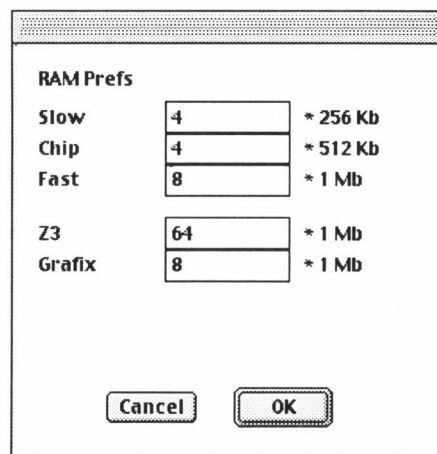 RAM Prefs
Slow 4 * 256 Kb
Chip 4 * 512 Kb
Fast 8 * 1 Mb
Z3 64 * 1 Mb
Grafix 8 * 1 Mb
Cancel OK